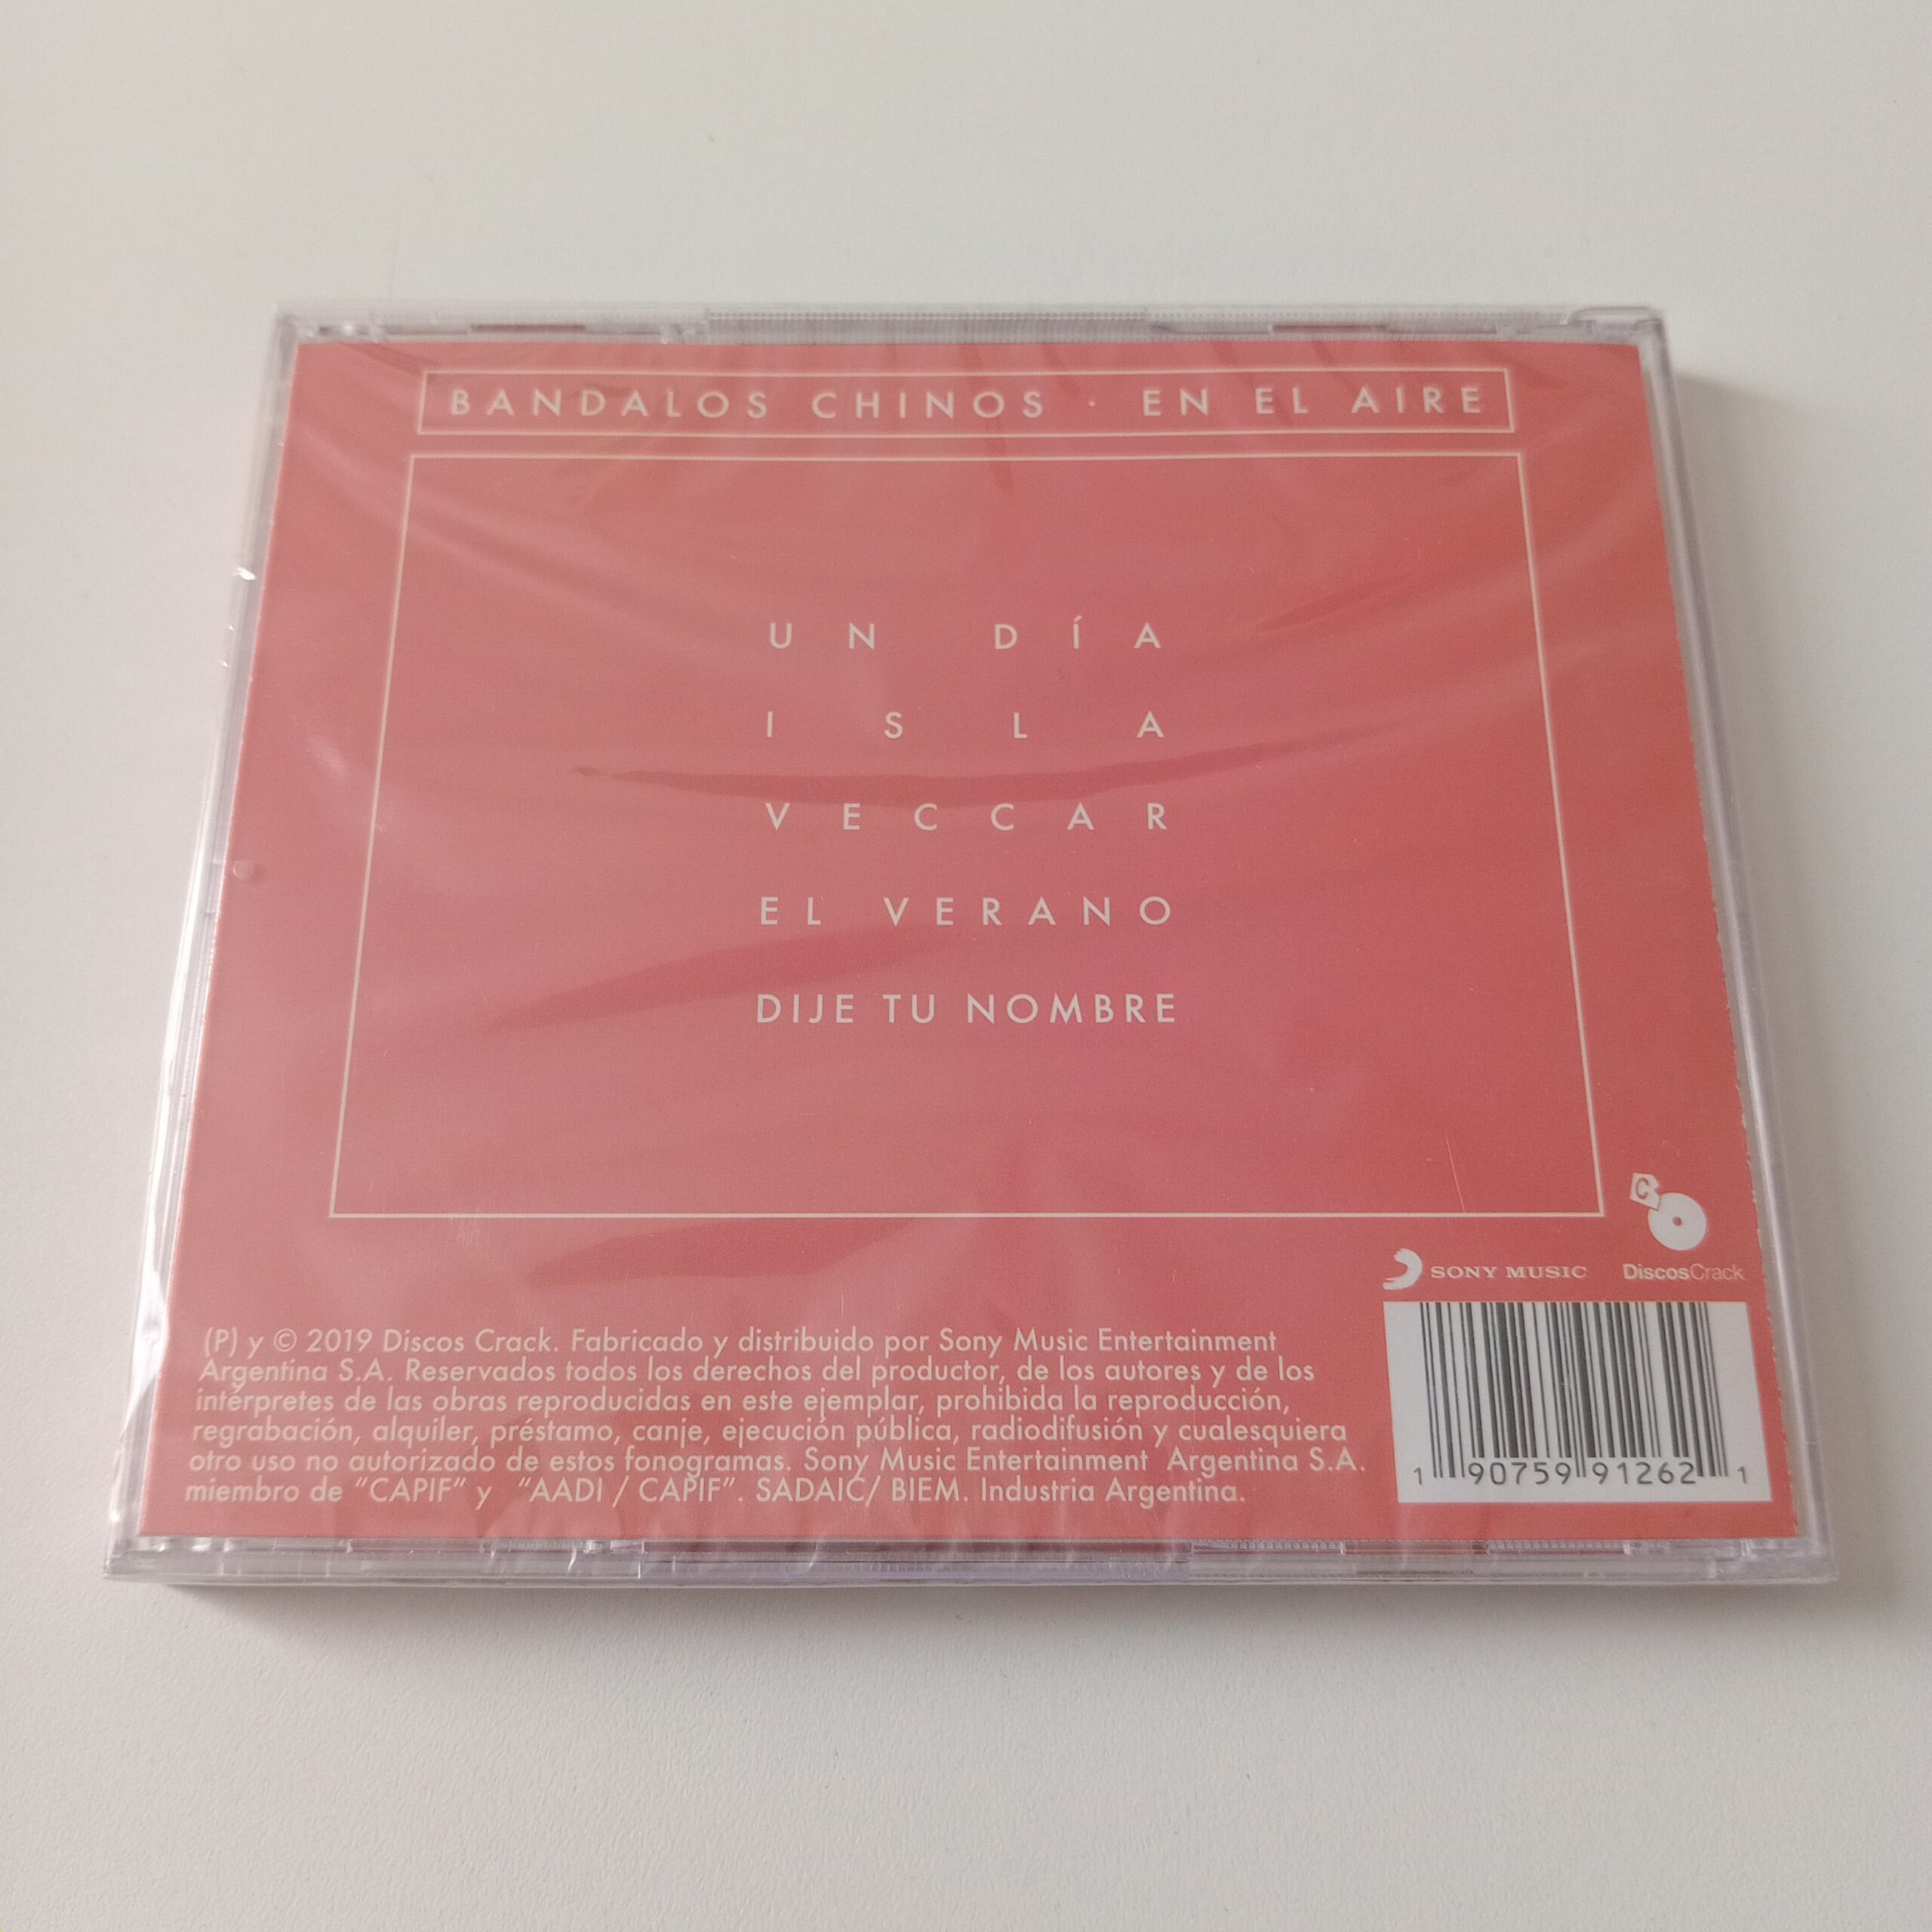 BANDALOS CHINOS · EN EL AIRE
UN DÍA
ISLA
VECCAR
EL VERANO
DIJE TU NOMBRE
C
SONY MUSIC
DiscosCrack
(P) y © 2019 Discos Crack. Fabricado y distribuido por Sony Music Entertainment
Argentina S.A. Reservados todos los derechos del productor, de los autores y de los
intérpretes de las obras reproducidas en este ejemplar, prohibida la reproducción,
regrabación, alquiler, préstamo, canje, ejecución pública, radiodifusión y cualesquiera
otro uso no autorizado de estos fonogramas. Sony Music Entertainment Argentina S.A.
miembro de “CAPIF” y “AADI / CAPIF”. SADAIC/ BIEM. Industria Argentina.
1 90759 91262 1